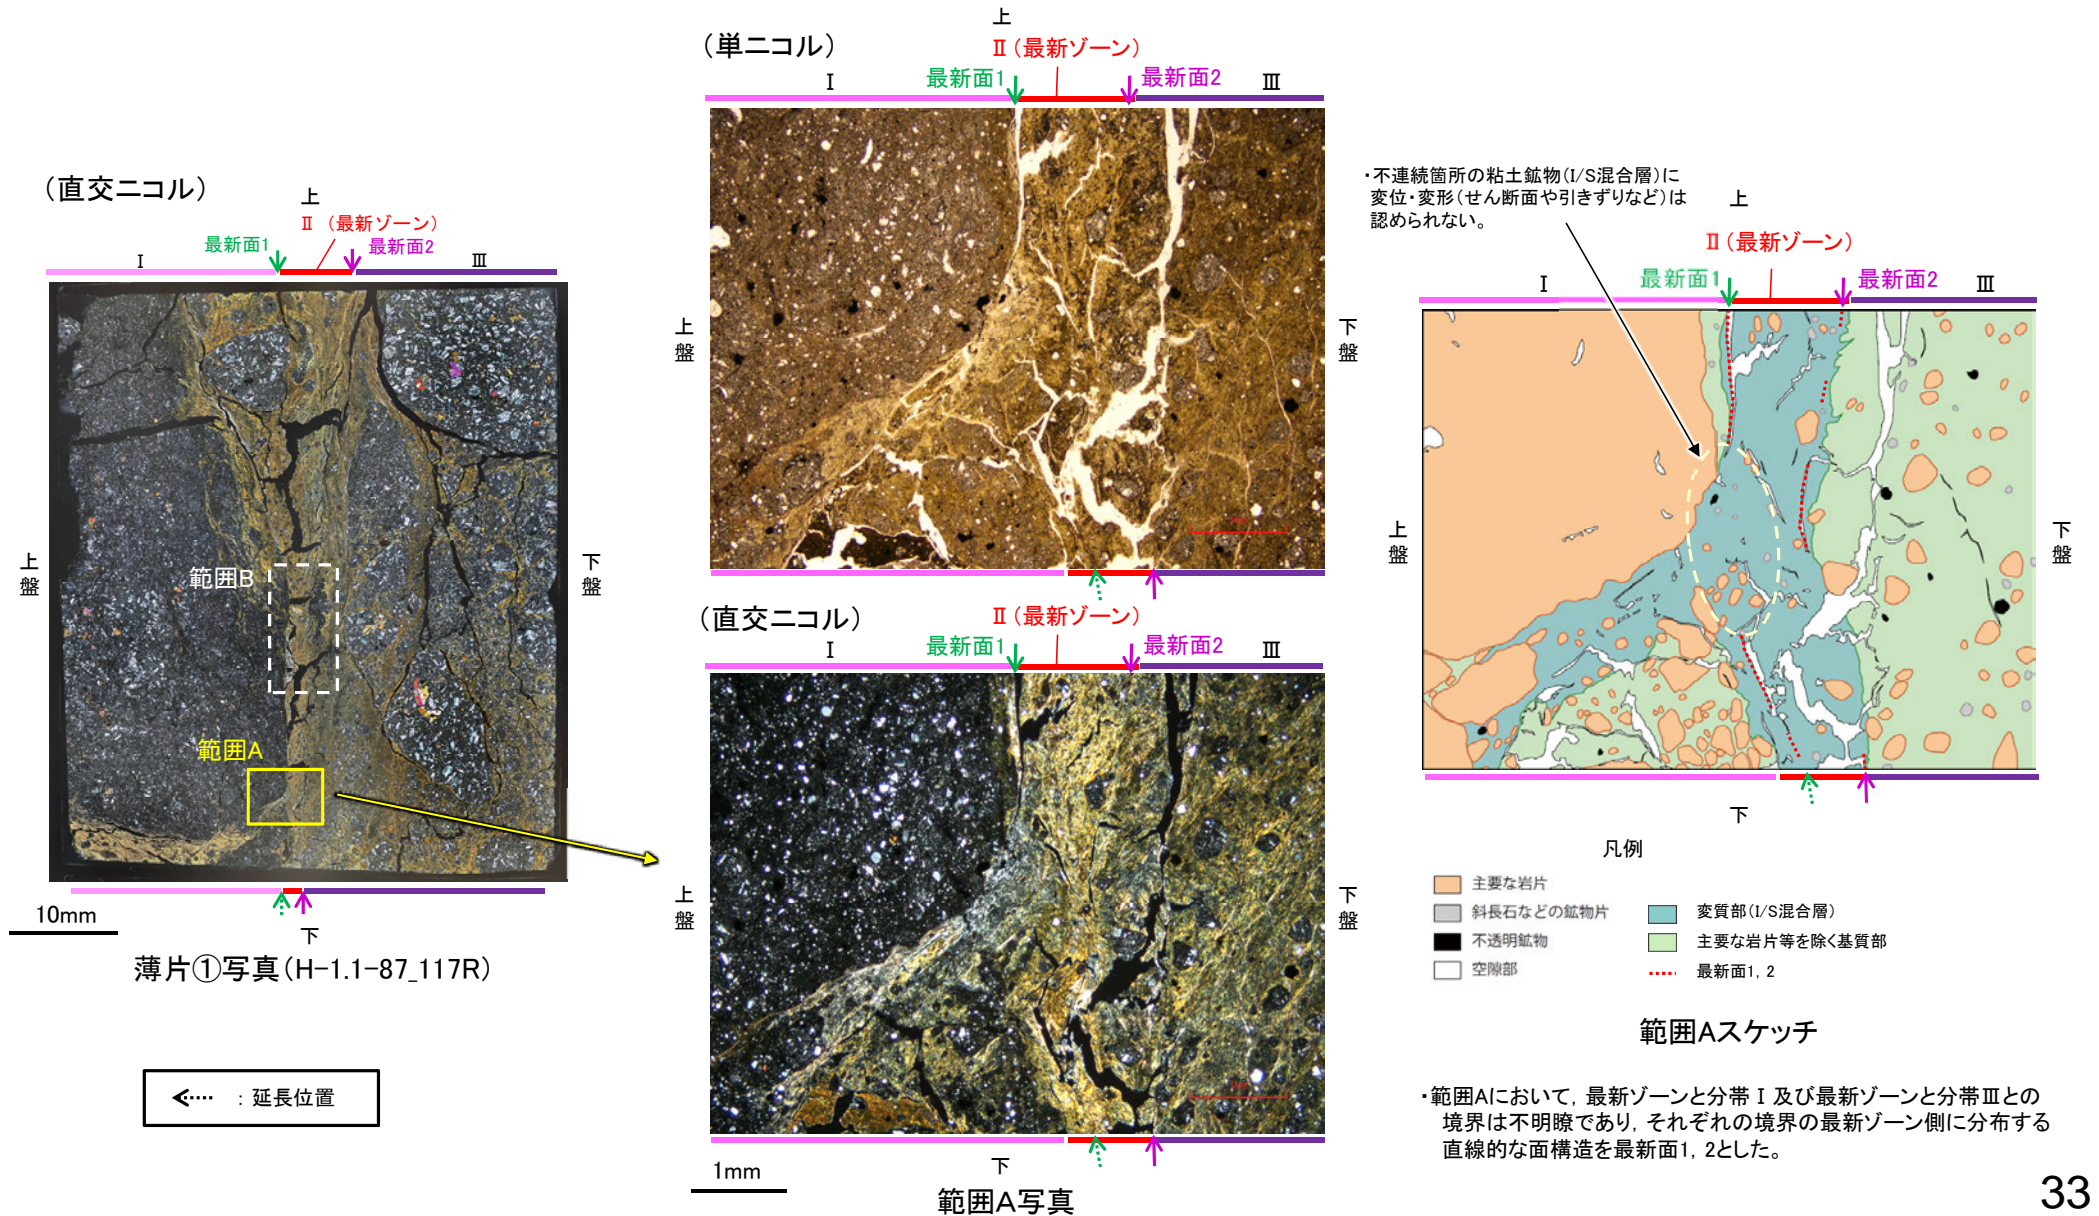 (直交ニコル)
上
Ⅱ (最新ゾーン)
最新面1
最新面2
Ⅰ
Ⅲ
上盤
下盤
範囲B
範囲A
10mm
下
薄片①写真(H-1.1-87_117R)
:延長位置
(単ニコル)
上
Ⅱ(最新ゾーン)
Ⅰ
最新面1
最新面2
Ⅲ
上盤
下盤
(直交ニコル)
Ⅱ(最新ゾーン)
Ⅰ
最新面1
最新面2
Ⅲ
上盤
下盤
1mm
下
範囲A写真
・不連続箇所の粘土鉱物(I/S混合層)に
変位・変形(せん断面や引きずりなど)は
認められない。
上
Ⅱ(最新ゾーン)
Ⅰ
最新面1
最新面2
Ⅲ
上盤
下盤
下
凡例
主要な岩片
斜長石などの鉱物片
不透明鉱物
空隙部
変質部(I/S混合層)
主要な岩片等を除く基質部
最新面1, 2
範囲Aスケッチ
・範囲Aにおいて, 最新ゾーンと分帯Ⅰ及び最新ゾーンと分帯Ⅲとの
境界は不明瞭であり, それぞれの境界の最新ゾーン側に分布する
直線的な面構造を最新面1, 2とした。
33